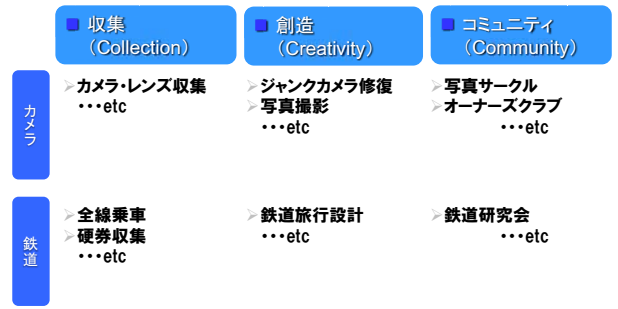 ■ 収集
（Collection）
■ 創造
（Creativity）
■ コミュニティ
（Community）
カメラ
➢カメラ・レンズ収集
・・・etc
➢ジャンクカメラ修復
➢写真撮影
・・・etc
➢写真サークル
➢オーナーズクラブ
・・・etc
鉄道
➢全線乗車
➢硬券収集
・・・etc
➢鉄道旅行設計
・・・etc
➢鉄道研究会
・・・etc